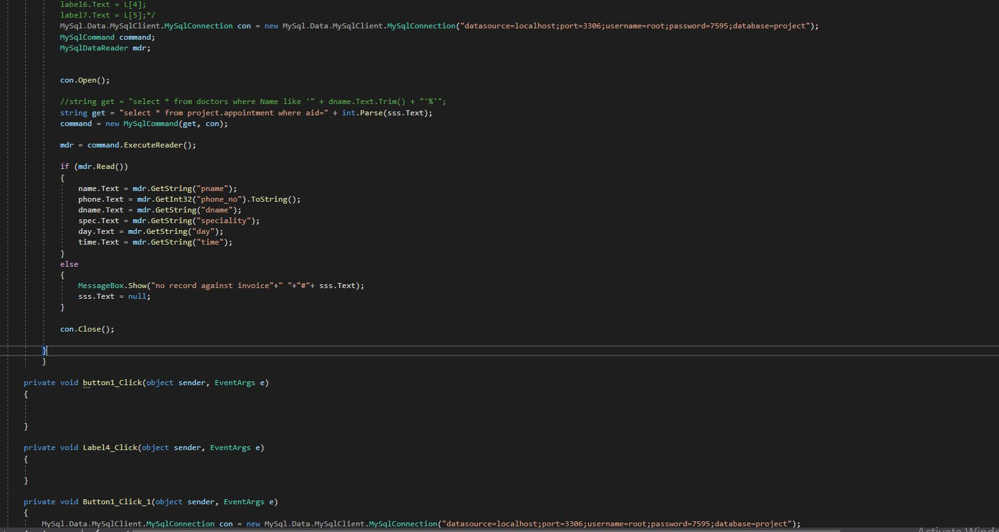 label6.Text = L[4];
label7.Text = L[5];*/
MySql.Data.MySqlClient.MySqlConnection con = new MySql.Data.MySqlClient.MySqlConnection("datasource=localhost;port=3306;username=root;password=7595;database=project");
MySqlCommand command;
MySqlDataReader mdr;
con.Open();
//string get = "select * from doctors where Name like '" + dname.Text.Trim() + "'%'";
string get = "select * from project.appointment where aid=" + int.Parse(sss.Text);
command = new MySqlCommand(get, con);
mdr = command.ExecuteReader();
if (mdr.Read())
{
name.Text = mdr.GetString("pname");
phone.Text = mdr.GetInt32("phone_no").ToString();
dname.Text = mdr.GetString("dname");
spec.Text = mdr.GetString("speciality");
day.Text = mdr.GetString("day");
time.Text = mdr.GetString("time");
}
else
{
MessageBox.Show("no record against invoice"+" "+"#"+ sss.Text);
sss.Text = null;
}
con.Close();
}
}
private void button1_Click(object sender, EventArgs e)
{
}
private void Label4_Click(object sender, EventArgs e)
{
}
private void Button1_Click_1(object sender, EventArgs e)
{
MySql.Data.MySqlClient.MySqlConnection con = new MySql.Data.MySqlClient.MySqlConnection("datasource=localhost;port=3306;username=root;password=7595;database=project");